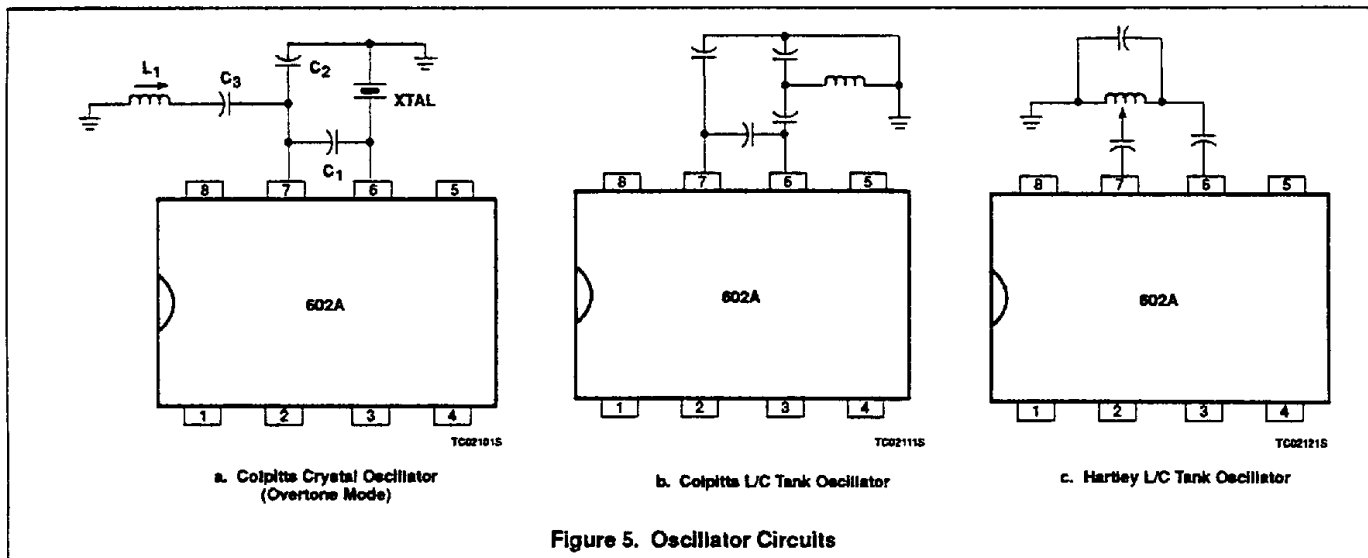 L1
C3
C2
XTAL
C1
8 7 6 5
602A
1 2 3 4
TC02101S
a. Colpitts Crystal Oscillator
(Overtone Mode)
8 7 6 5
602A
1 2 3 4
TC02111S
b. Colpitts L/C Tank Oscillator
8 7 6 5
602A
1 2 3 4
TC02121S
c. Hartley L/C Tank Oscillator
Figure 5. Oscillator Circuits